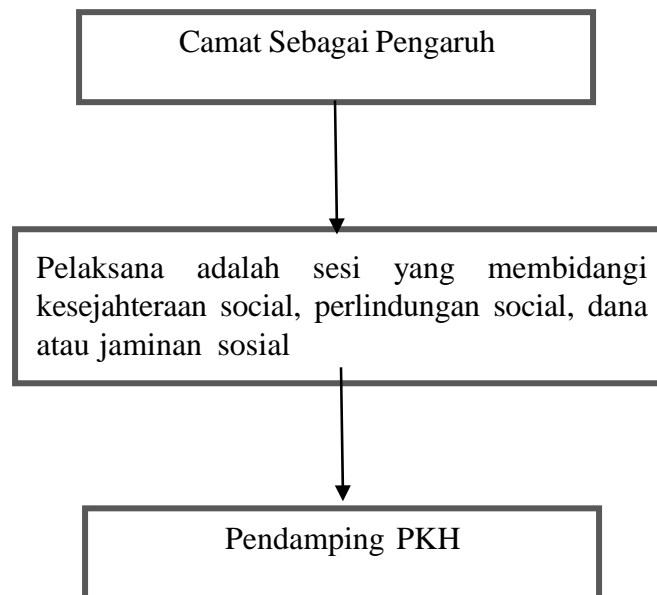 Camat Sebagai Pengaruh
Pelaksana adalah sesi yang membidangi
kesejahteraan social, perlindungan social, dana
atau jaminan sosial
Pendamping PKH